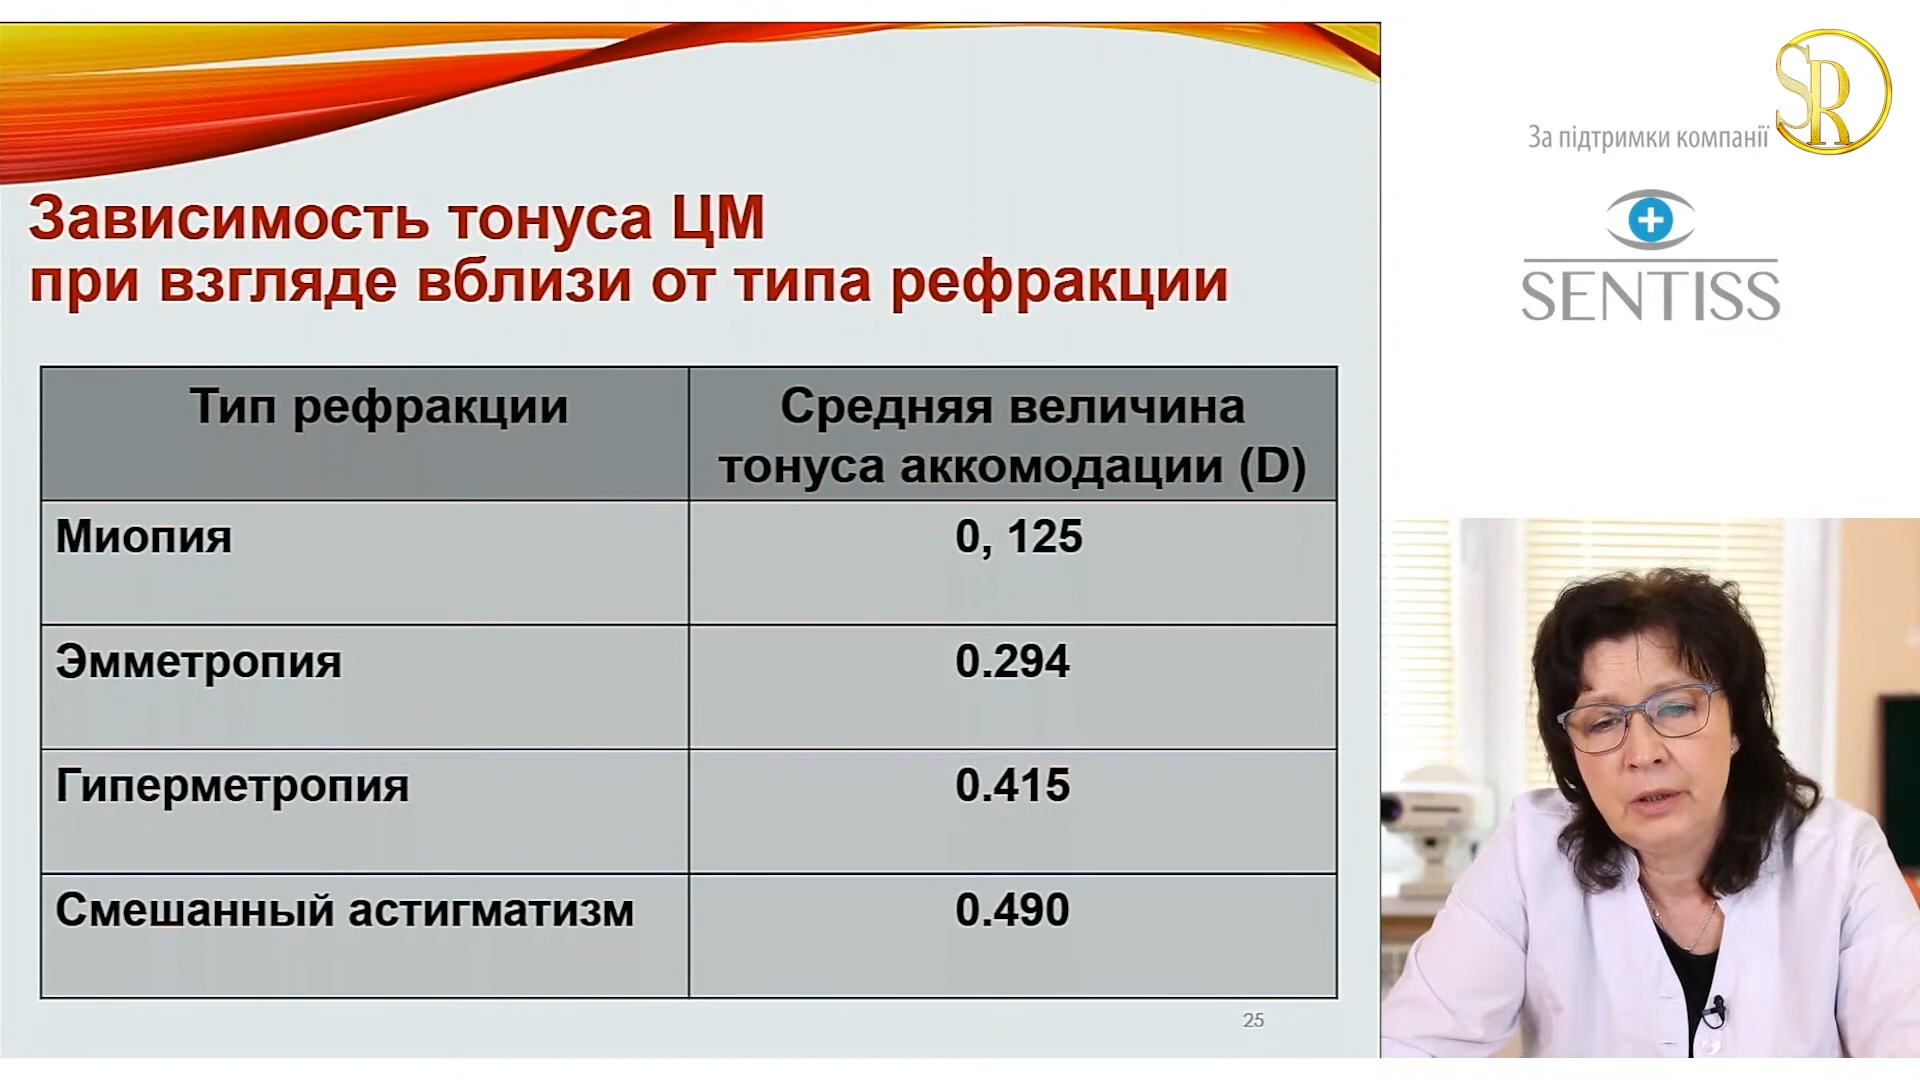 Зависимость тонуса ЦМ
при взгляде вблизи от типа рефракции
Тип рефракции
Средняя величина
тонуса аккомодации (D)
Миопия
0, 125
Эмметропия
0.294
Гиперметропия
0.415
Смешанный астигматизм
0.490
25
За підтримки компанії
SR
SENTISS